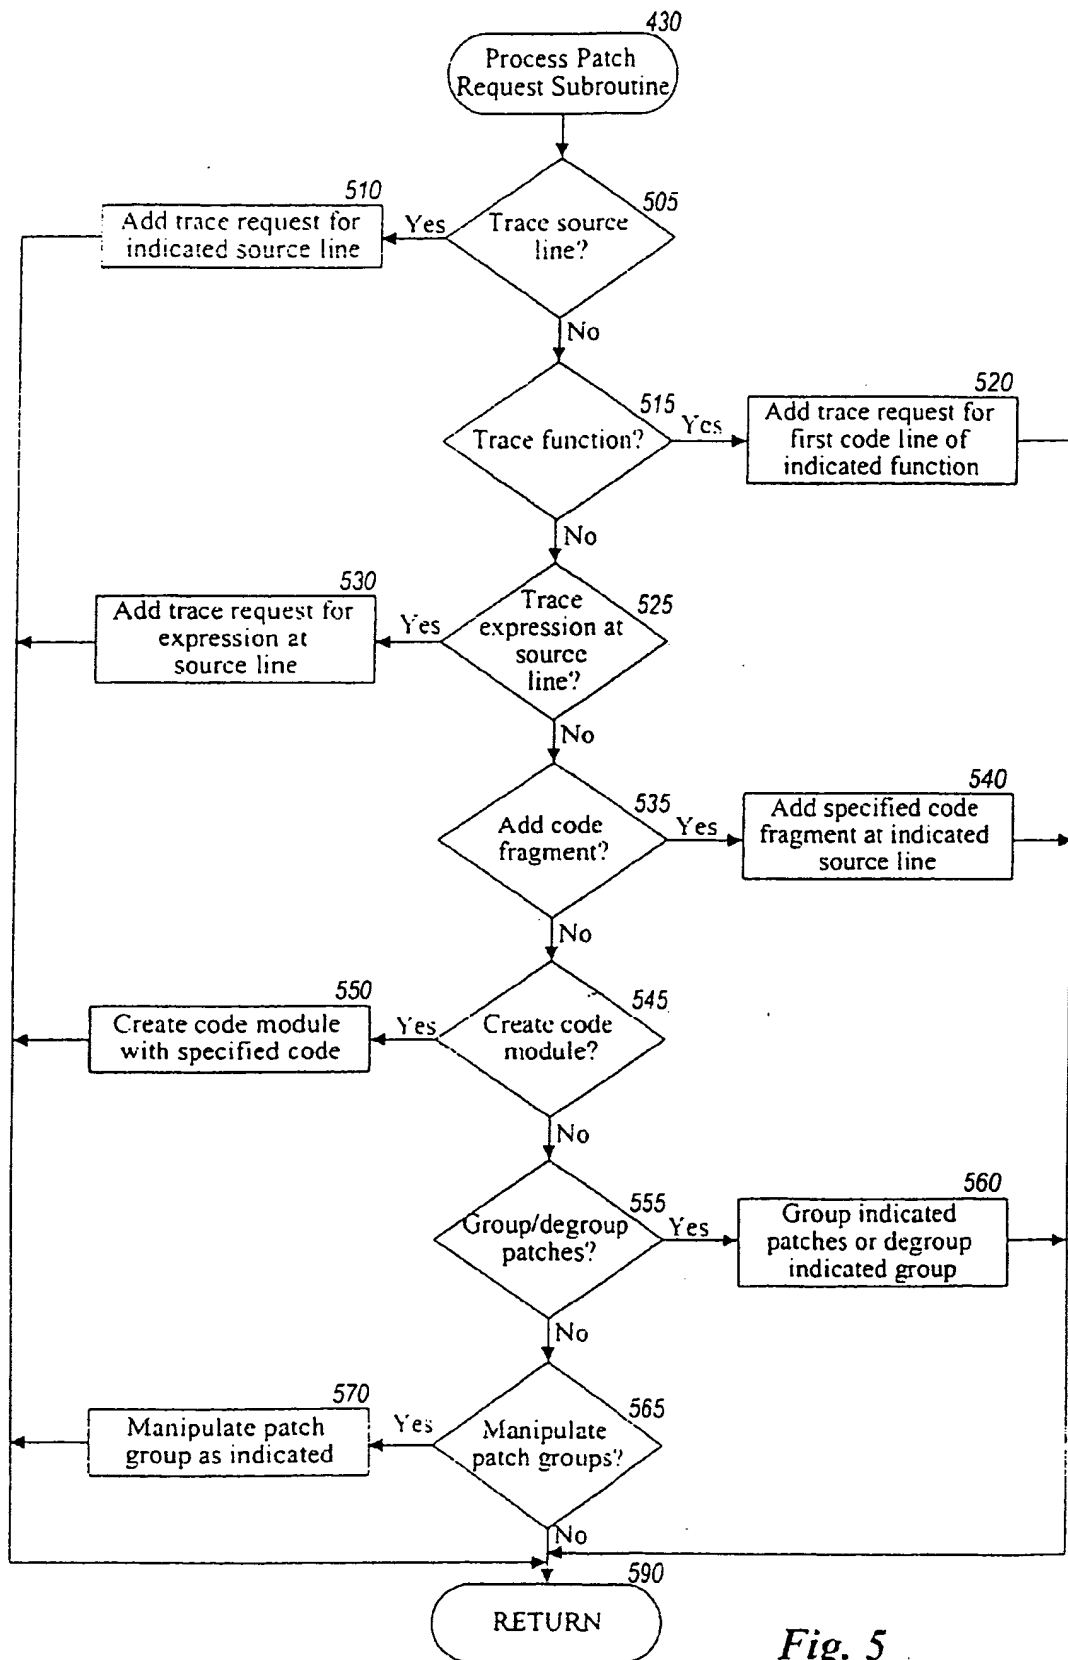 430
Process Patch
Request Subroutine
505
Trace source
line?
Yes
510
Add trace request for
indicated source line
No
515
Trace function?
Yes
520
Add trace request for
first code line of
indicated function
No
525
Trace
expression at
source
line?
Yes
530
Add trace request for
expression at
source line
No
535
Add code
fragment?
Yes
540
Add specified code
fragment at indicated
source line
No
545
Create code
module?
Yes
550
Create code module
with specified code
No
555
Group/degroup
patches?
Yes
560
Group indicated
patches or degroup
indicated group
No
565
Manipulate
patch groups?
Yes
570
Manipulate patch
group as indicated
No
590
RETURN
Fig. 5